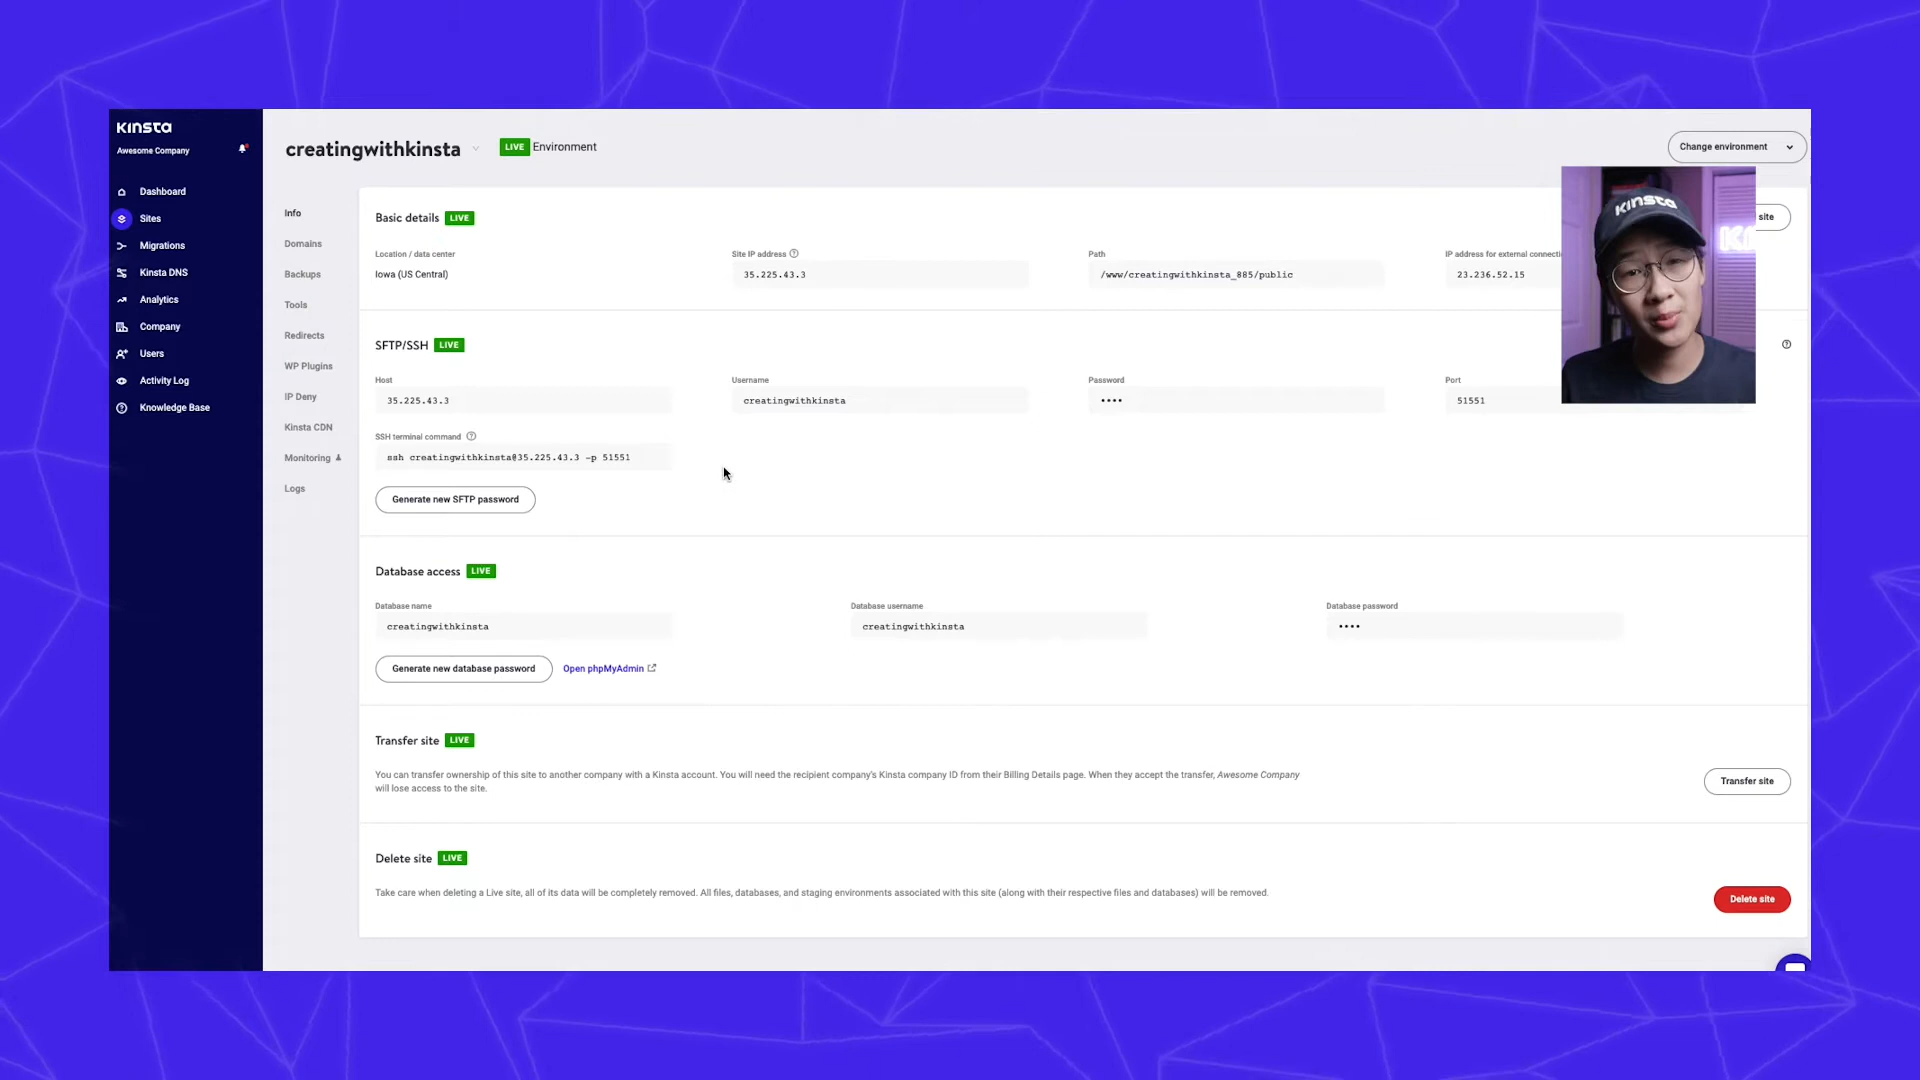 KINSTA
Awesome Company
Dashboard
Sites
Migrations
Kinsta DNS
Analytics
Company
Users
Activity Log
Knowledge Base
creatingwithkinsta
LIVE Environment
Change environment
Info
Domains
Backups
Tools
Redirects
WP Plugins
IP Deny
Kinsta CDN
Monitoring
Logs
Basic details LIVE
site
Location / data center
Iowa (US Central)
Site IP address
35.225.43.3
Path
/www/creatingwithkinsta_885/public
IP address for external connecti
23.236.52.15
SFTP/SSH LIVE
Host
35.225.43.3
Username
creatingwithkinsta
Password
••••
Port
51551
SSH terminal command
ssh creatingwithkinsta@35.225.43.3 -p 51551
Generate new SFTP password
Database access LIVE
Database name
creatingwithkinsta
Database username
creatingwithkinsta
Database password
••••
Generate new database password
Open phpMyAdmin
Transfer site LIVE
You can transfer ownership of this site to another company with a Kinsta account. You will need the recipient company's Kinsta company ID from their Billing Details page. When they accept the transfer, Awesome Company
will lose access to the site.
Transfer site
Delete site LIVE
Take care when deleting a Live site, all of its data will be completely removed. All files, databases, and staging environments associated with this site (along with their respective files and databases) will be removed.
Delete site
KINSTA
KI